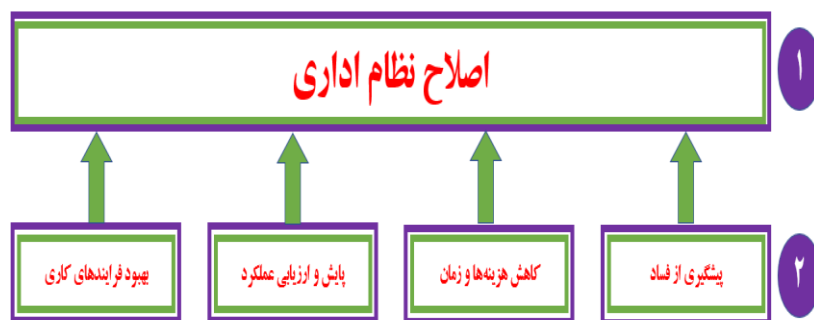 اصلاح نظام اداری
۱
پیشگیری از فساد
کاهش هزینه‌ها و زمان
پایش و ارزیابی عملکرد
بهبود فرایندهای کاری
۲